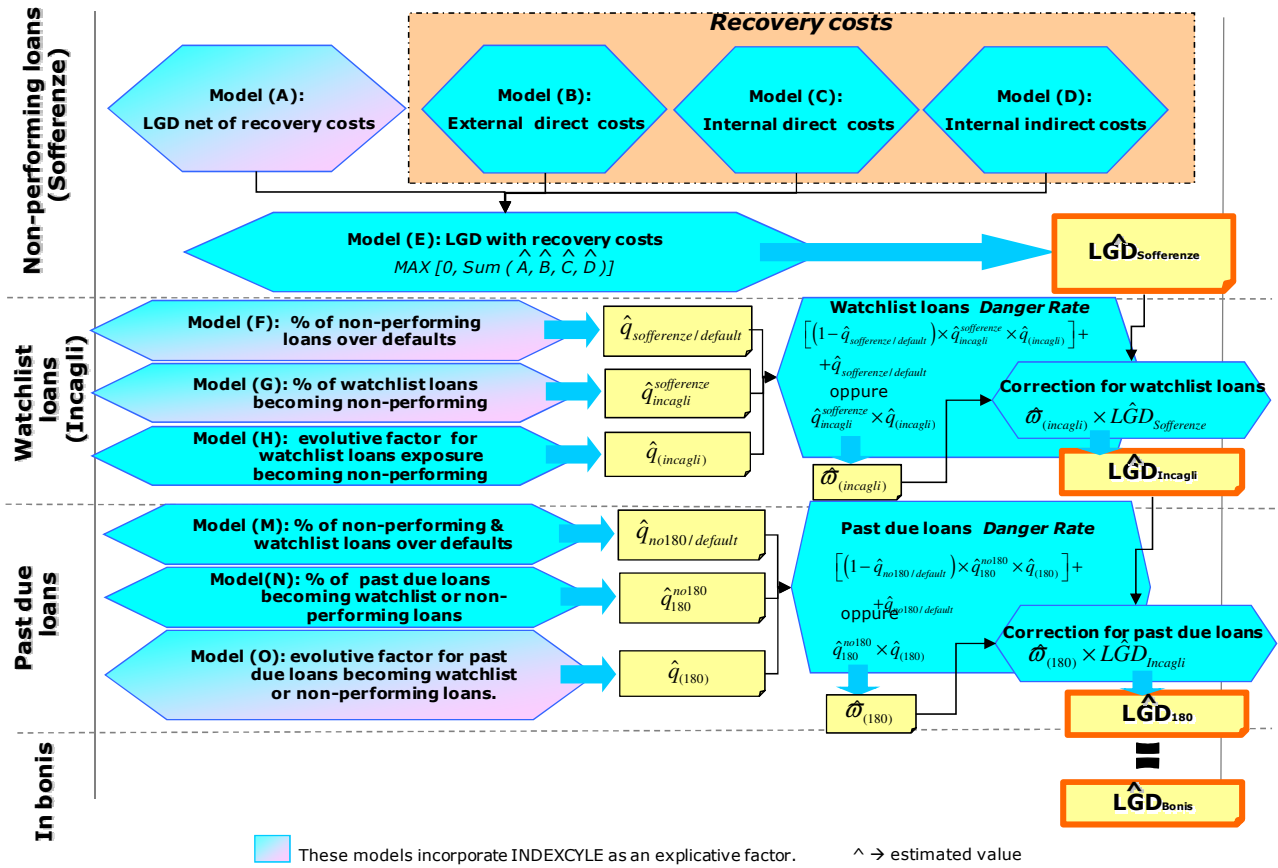 Non-performing loans
(Sofferenze)
Recovery costs
Model (A):
LGD net of recovery costs
Model (B):
External direct costs
Model (C):
Internal direct costs
Model (D):
Internal indirect costs
Model (E): LGD with recovery costs
MAX [0, Sum ( Â, B̂, Ĉ, D̂ )]
LĜD Sofferenze
Watchlist
loans
(Incagli)
Model (F): % of non-performing
loans over defaults
q̂ sofferenze/default
Model (G): % of watchlist loans
becoming non-performing
q̂ sofferenze incagli
Model (H): evolutive factor for
watchlist loans exposure
becoming non-performing
q̂ (incagli)
Watchlist loans Danger Rate
[(1-q̂ sofferenze/default)×q̂ sofferenze incagli×q̂ (incagli)]+
+q̂ sofferenze/default
oppure
q̂ sofferenze incagli×q̂ (incagli)
ϖ̂ (incagli)
Correction for watchlist loans
ϖ̂ (incagli) × LĜD Sofferenze
LĜD Incagli
Past due
loans
Model (M): % of non-performing &
watchlist loans over defaults
q̂ no180/default
Model(N): % of past due loans
becoming watchlist or non-
performing loans
q̂ no180 180
Model (O): evolutive factor for past
due loans becoming watchlist
or non-performing loans.
q̂ (180)
Past due loans Danger Rate
[(1-q̂ no180/default)×q̂ no180 180×q̂ (180)]+
+q̂ no180/default
oppure
q̂ no180 180×q̂ (180)
ϖ̂ (180)
Correction for past due loans
ϖ̂ (180) × LĜD Incagli
LĜD 180
=
In bonis
LĜD Bonis
These models incorporate INDEXCYLE as an explicative factor.
^ → estimated value